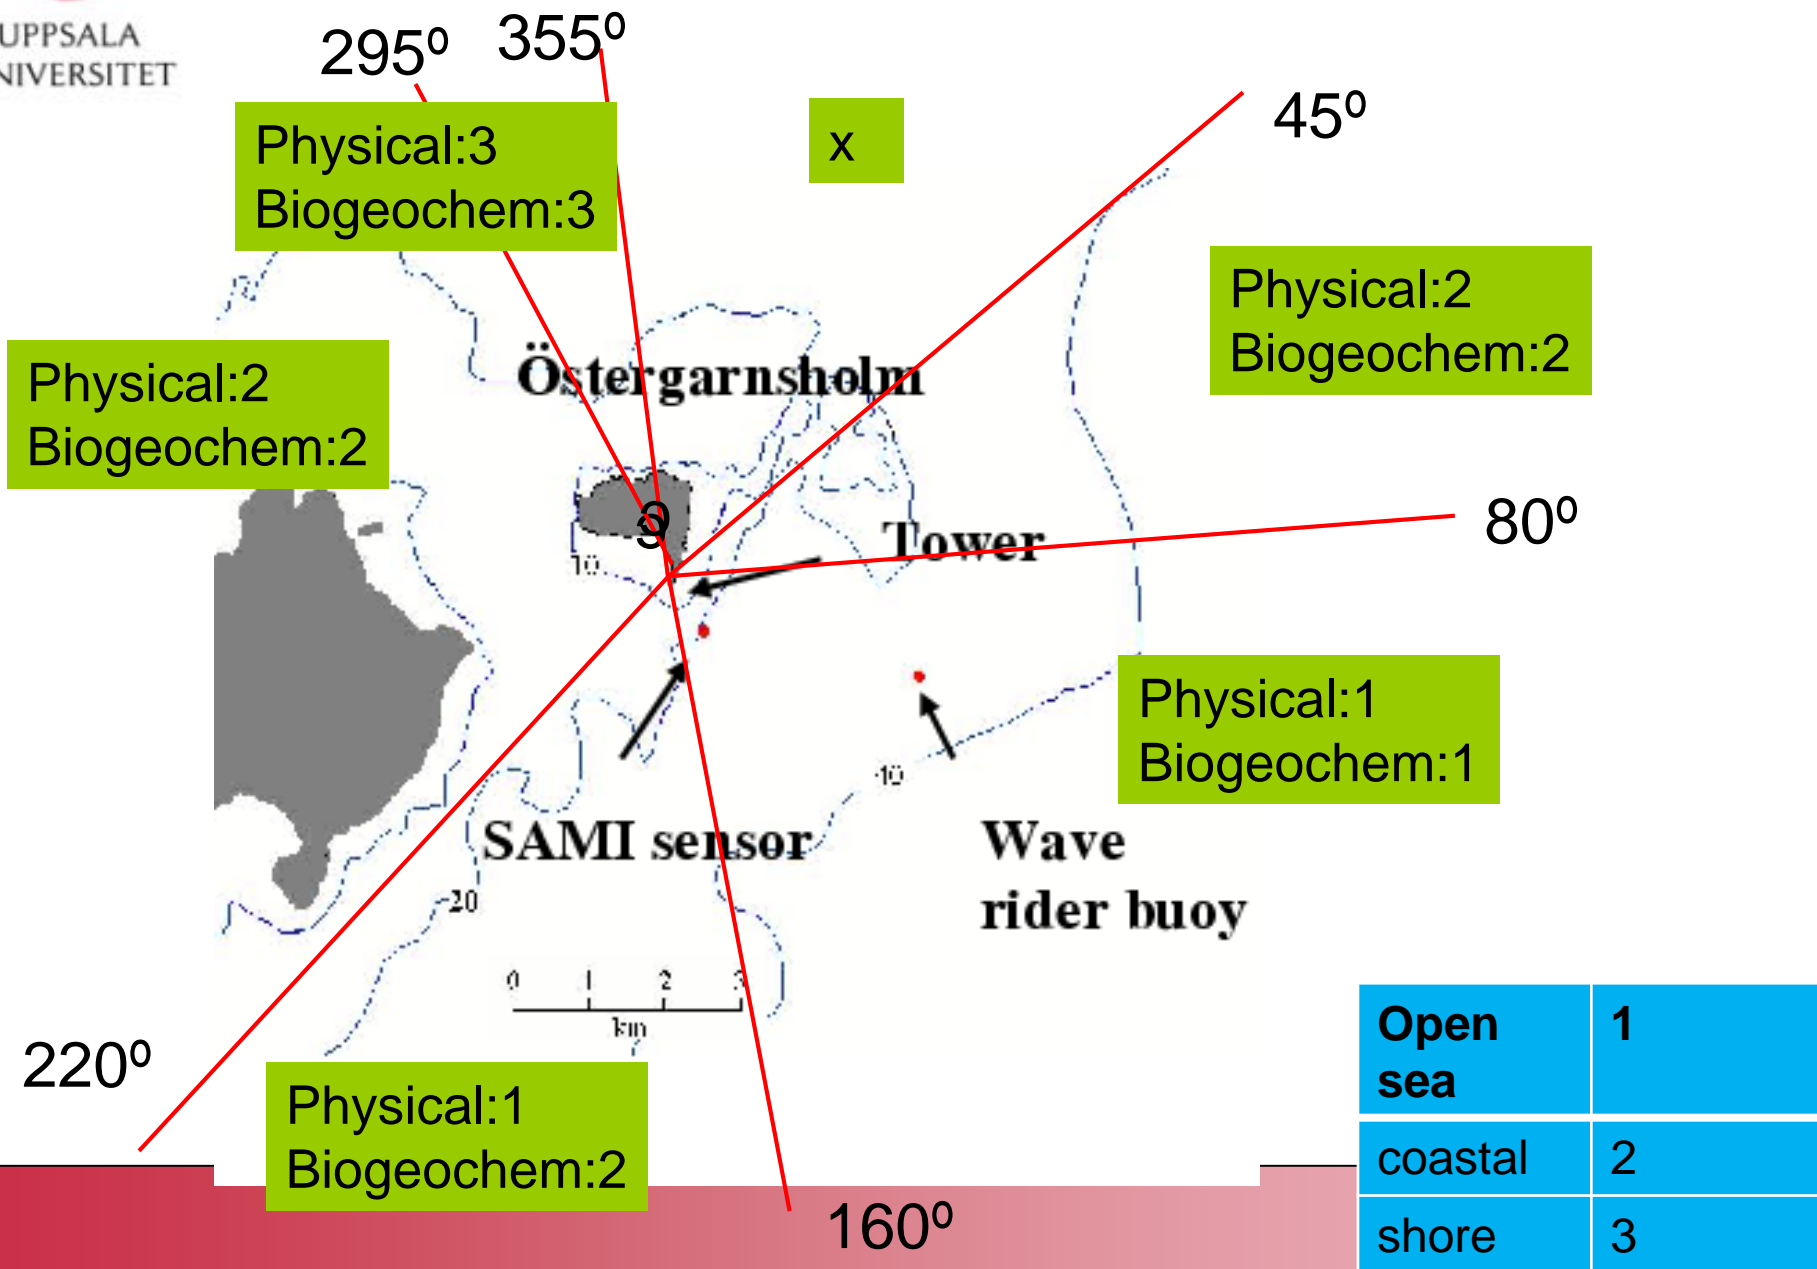 UPPSALA
NIVERSITET
295⁰
355⁰
45⁰
Physical:3
Biogeochem:3
x
Physical:2
Biogeochem:2
Physical:2
Biogeochem:2
Östergarnsholm
80⁰
Tower
10
Physical:1
Biogeochem:1
40
SAMI sensor
Wave
rider buoy
20
0 1 2 3
km
220⁰
Physical:1
Biogeochem:2
160⁰
Open 1
sea
coastal 2
shore 3